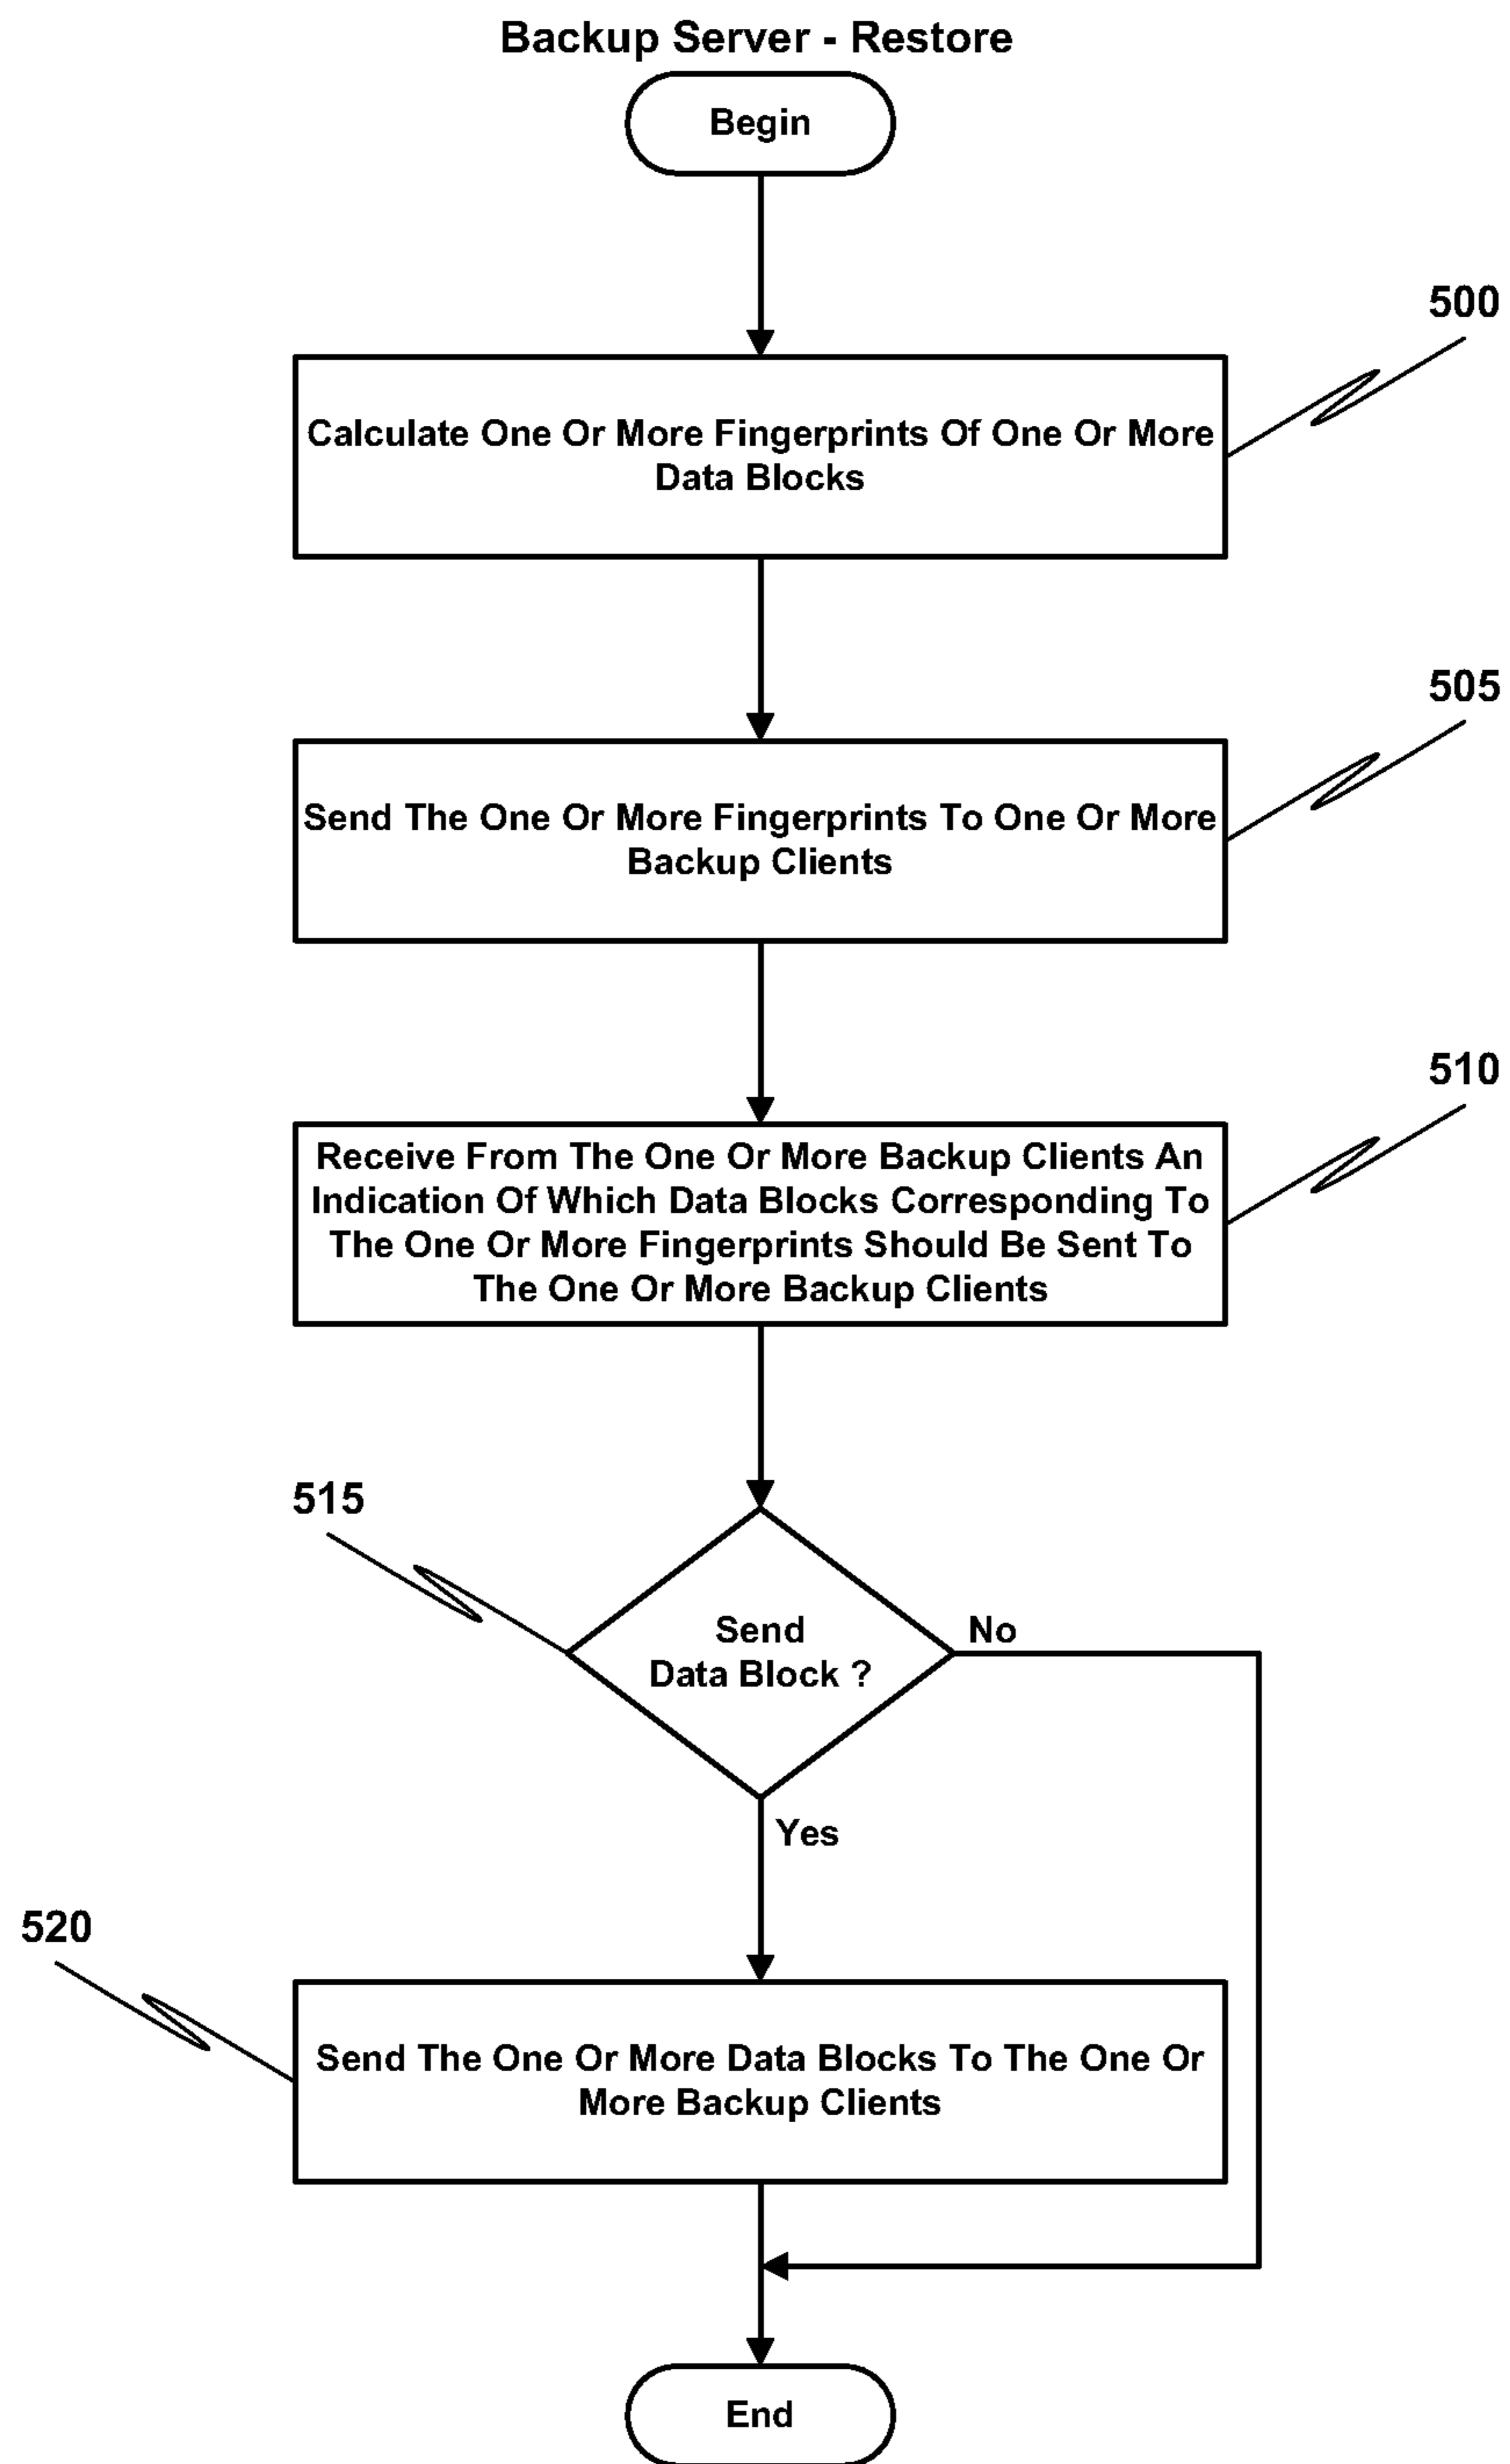 Backup Server - Restore
Begin
500
Calculate One Or More Fingerprints Of One Or More
Data Blocks
505
Send The One Or More Fingerprints To One Or More
Backup Clients
510
Receive From The One Or More Backup Clients An
Indication Of Which Data Blocks Corresponding To
The One Or More Fingerprints Should Be Sent To
The One Or More Backup Clients
515
Send
Data Block ?
No
Yes
520
Send The One Or More Data Blocks To The One Or
More Backup Clients
End